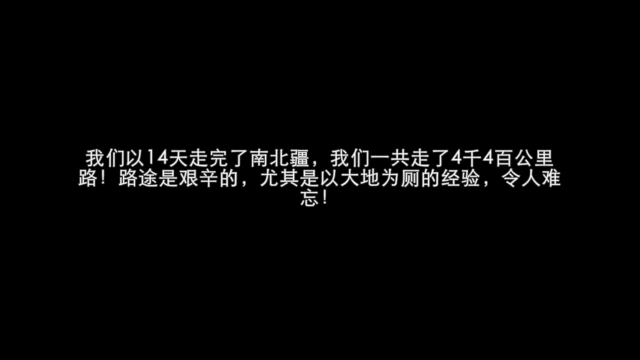 我们以14天走完了南北疆，我们一共走了4千4百公里
路！路途是艰辛的，尤其是以大地为厕的经验，令人难
忘！